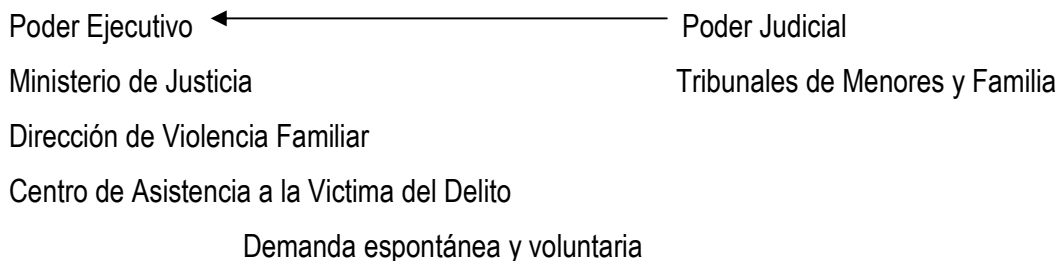 Poder Ejecutivo Poder Judicial
Ministerio de Justicia Tribunales de Menores y Familia
Dirección de Violencia Familiar
Centro de Asistencia a la Victima del Delito
Demanda espontánea y voluntaria